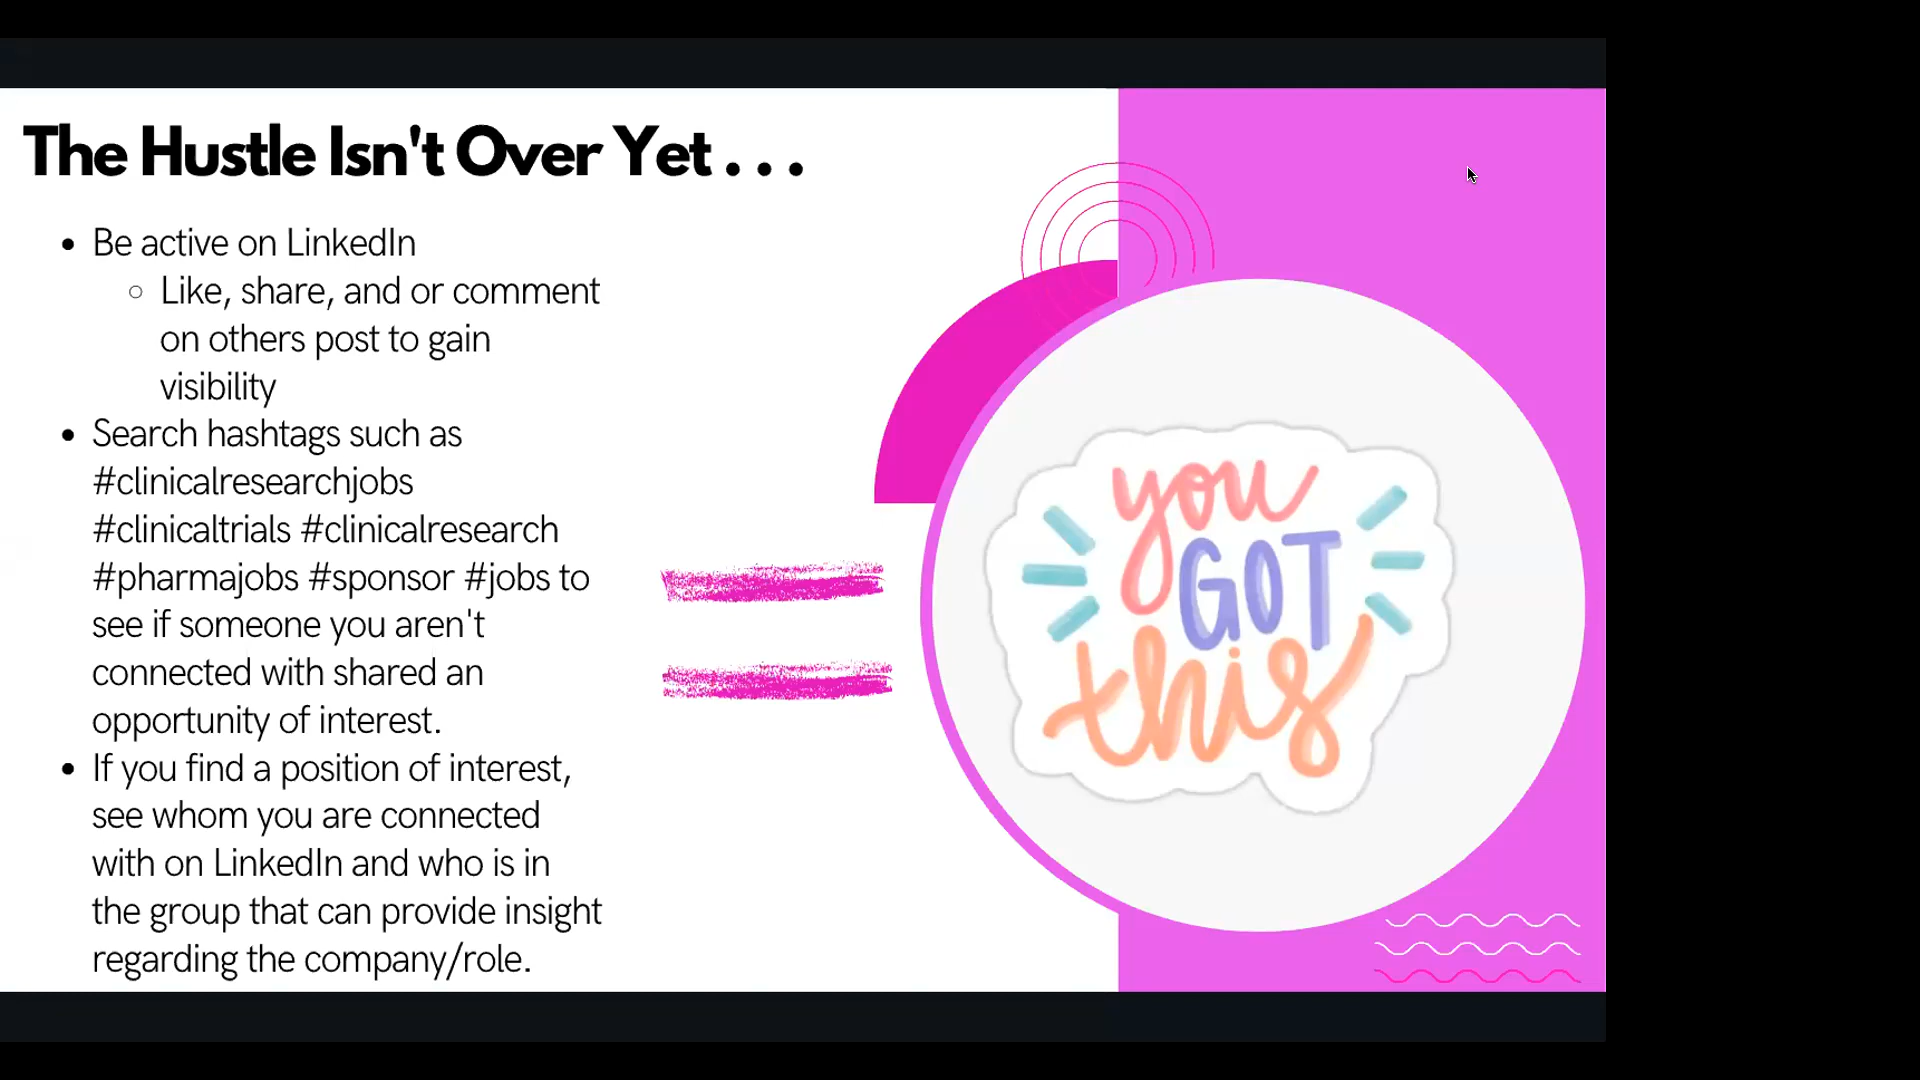 The Hustle Isn't Over Yet . . .
Be active on LinkedIn
Like, share, and or comment
on others post to gain
visibility
Search hashtags such as
#clinicalresearchjobs
#clinicaltrials #clinicalresearch
#pharmajobs #sponsor #jobs to
see if someone you aren't
connected with shared an
opportunity of interest.
If you find a position of interest,
see whom you are connected
with on LinkedIn and who is in
the group that can provide insight
regarding the company/role.
you
GOT
this